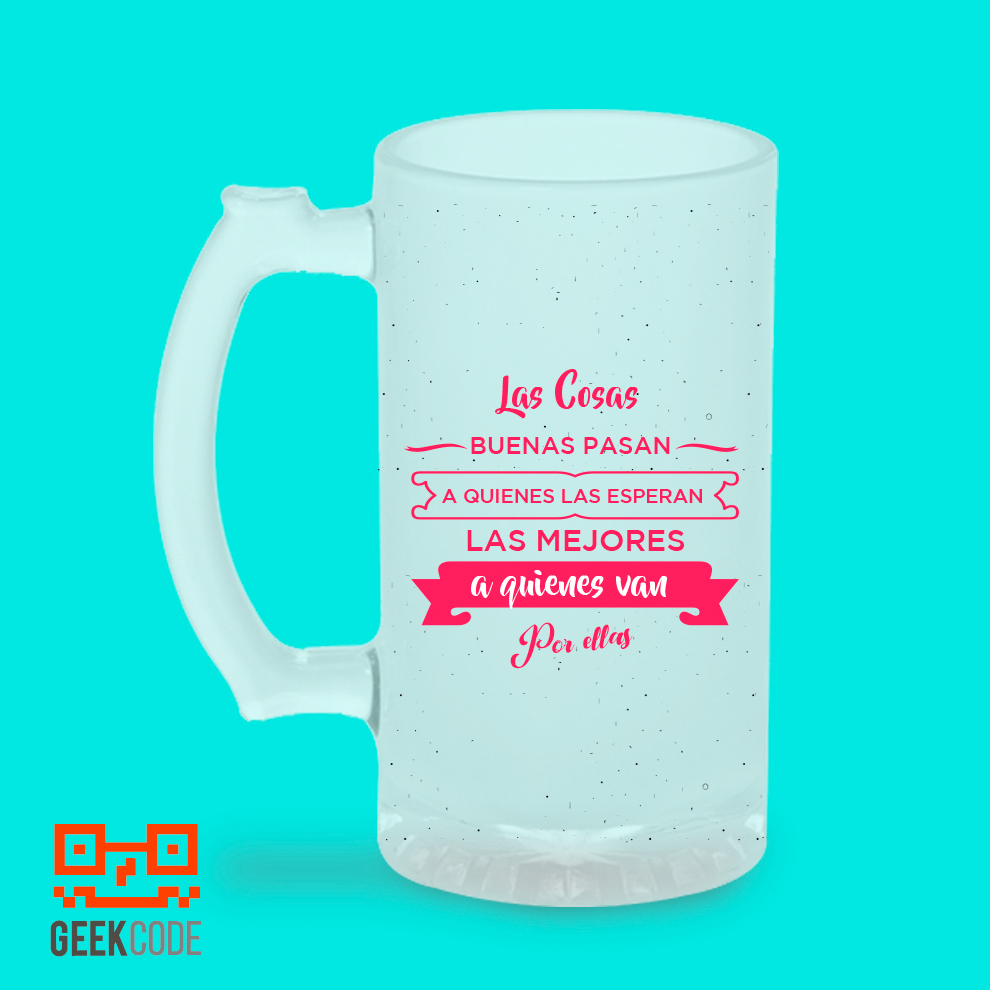 Las Cosas
BUENAS PASAN
A QUIENES LAS ESPERAN
LAS MEJORES
a quienes van
Por ellas
GEEKCODE